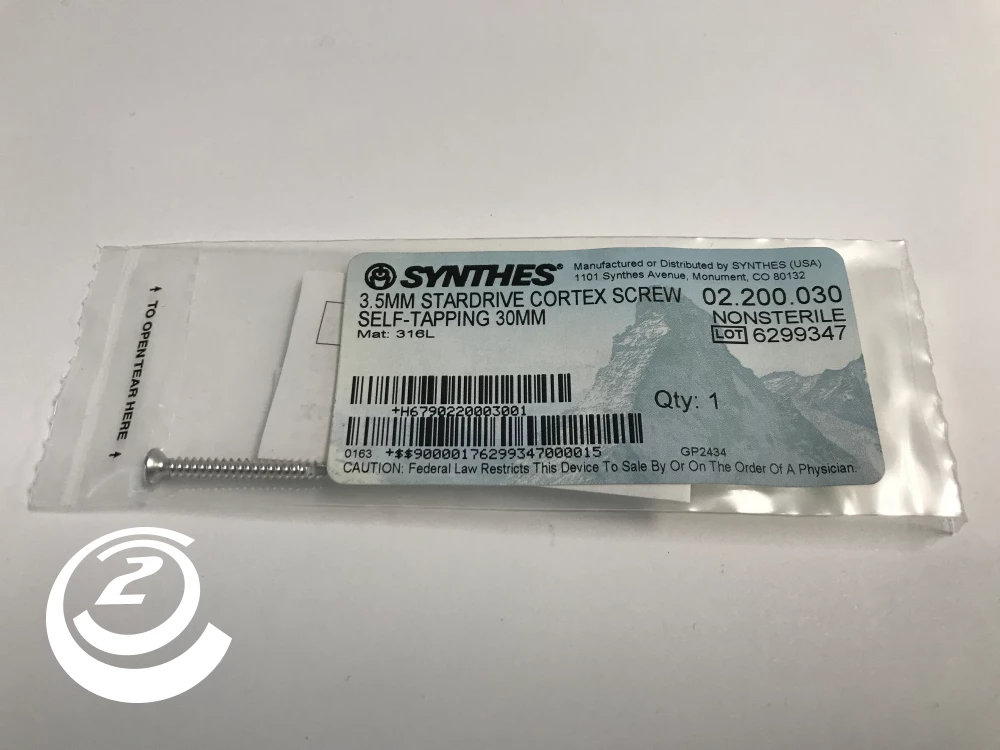 SYNTHES®
Manufactured or Distributed by SYNTHES (USA)
1101 Synthes Avenue, Monument, CO 80132
3.5MM STARDRIVE CORTEX SCREW
SELF-TAPPING 30MM
Mat: 316L
02.200.030
NONSTERILE
LOT 6299347
+H6790220003001
Qty: 1
0163 +$$90000176299347000015
GP2434
CAUTION: Federal Law Restricts This Device To Sale By Or On The Order Of A Physician.
TO OPEN TEAR HERE
2